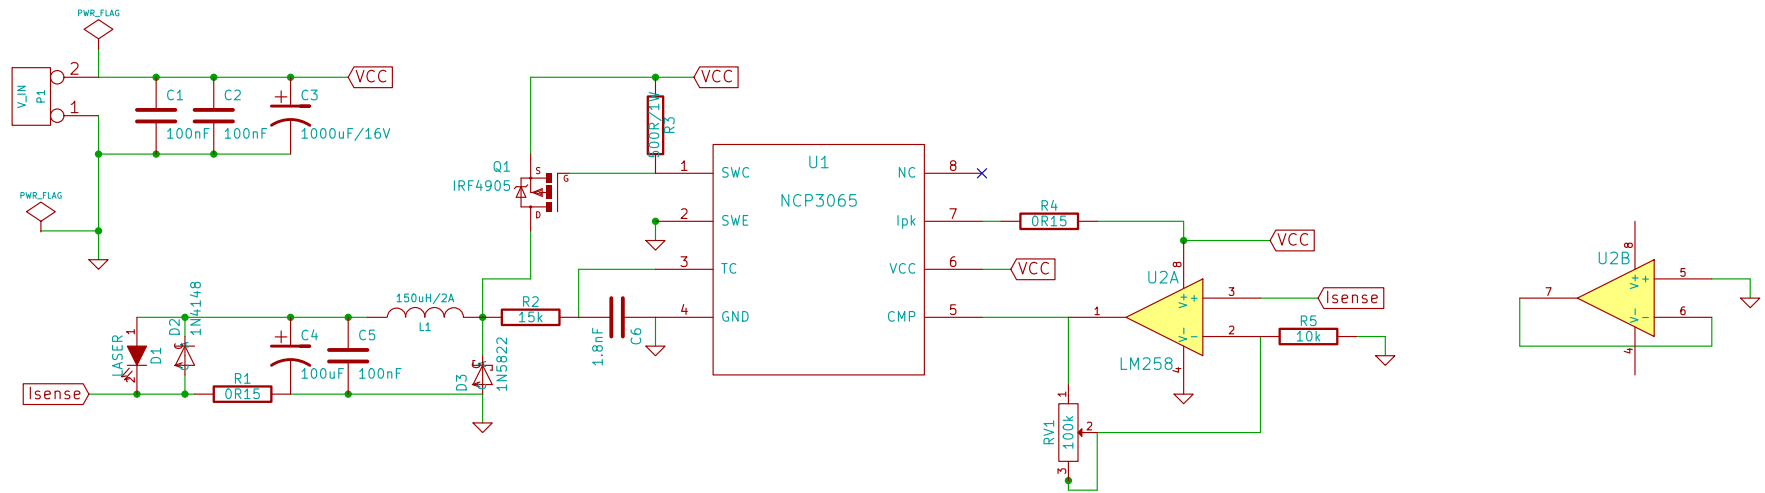 PWR_FLAG
V_IN
P1
2
1
C1
100nF
C2
100nF
C3
1000uF/16V
VCC
PWR_FLAG
Q1
IRF4905
S
G
D
VCC
R3
U1
NCP3065
1
SWC
2
SWE
3
TC
4
GND
NC
8
Ipk
7
VCC
6
CMP
5
R4
0R15
VCC
VCC
U2A
LM258
8
V+
+
3
Isense
1
V-
-
2
4
R5
10k
RV1
100k
1
2
3
U2B
8
V+
+
5
7
V-
-
6
4
LASER
D1
1
2
D2
1N4148
R1
0R15
Isense
C4
100uF
C5
100nF
150uH/2A
L1
R2
15k
D3
1N5822
1.8nF
C6